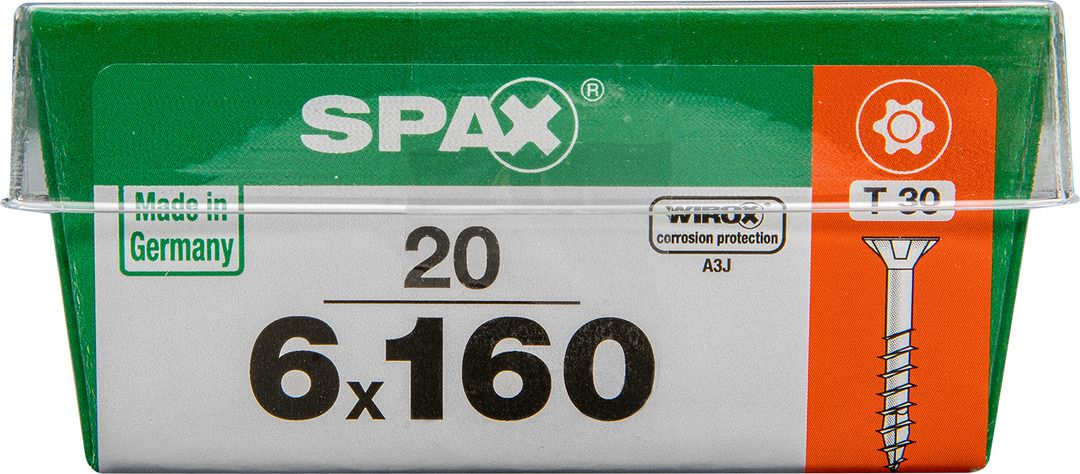 SPAX®
Made in
Germany
20
6x160
WIROX®
corrosion protection
A3J
T 30